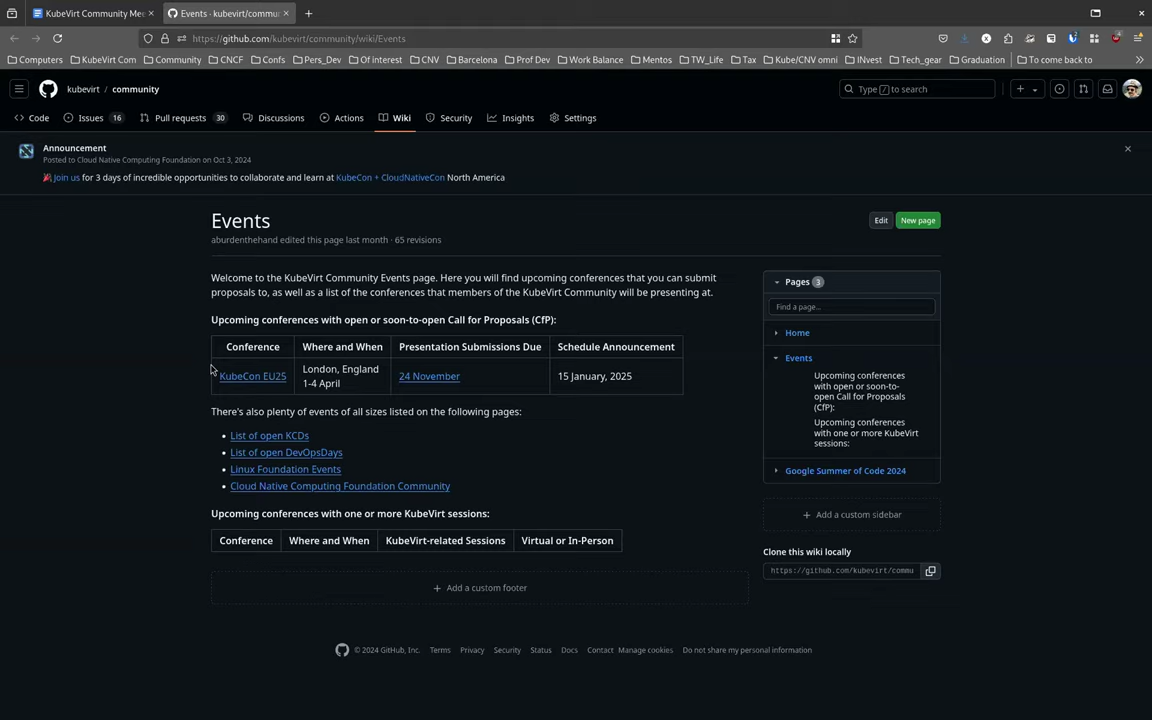 KubeVirt Community Mee
Events · kubevirt/commu
https://github.com/kubevirt/community/wiki/Events
Computers KubeVirt Com Community CNCF Confs Pers_Dev Of interest CNV Barcelona Prof Dev Work Balance Mentos TW_Life Tax Kube/CNV omni INvest Tech_gear Graduation To come back to
kubevirt / community
Type / to search
Code Issues 16 Pull requests 30 Discussions Actions Wiki Security Insights Settings
Announcement
Posted to Cloud Native Computing Foundation on Oct 3, 2024
Join us for 3 days of incredible opportunities to collaborate and learn at KubeCon + CloudNativeCon North America
Events
Edit
New page
aburdenthehand edited this page last month · 65 revisions
Welcome to the KubeVirt Community Events page. Here you will find upcoming conferences that you can submit
proposals to, as well as a list of the conferences that members of the KubeVirt Community will be presenting at.
Upcoming conferences with open or soon-to-open Call for Proposals (CfP):
Conference Where and When Presentation Submissions Due Schedule Announcement
KubeCon EU25 London, England 24 November 15 January, 2025
1-4 April
There's also plenty of events of all sizes listed on the following pages:
List of open KCDs
List of open DevOpsDays
Linux Foundation Events
Cloud Native Computing Foundation Community
Upcoming conferences with one or more KubeVirt sessions:
Conference Where and When KubeVirt-related Sessions Virtual or In-Person
Add a custom footer
Pages 3
Find a page...
Home
Events
Upcoming conferences
with open or soon-to-
open Call for Proposals
(CfP):
Upcoming conferences
with one or more KubeVirt
sessions:
Google Summer of Code 2024
Add a custom sidebar
Clone this wiki locally
https://github.com/kubevirt/commu
© 2024 GitHub, Inc. Terms Privacy Security Status Docs Contact Manage cookies Do not share my personal information